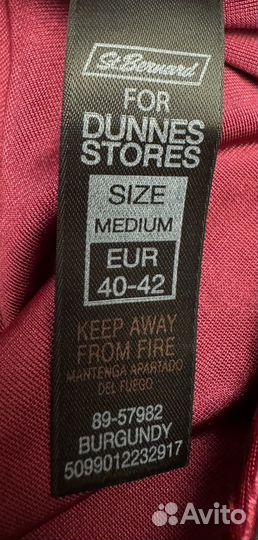 St. Bernard
FOR
DUNNES
STORES
SIZE
MEDIUM
EUR
40-42
KEEP AWAY
FROM FIRE
MANTENGA APARTADO
DEL FUEGO
89-57982
BURGUNDY
5099012232917
Avito